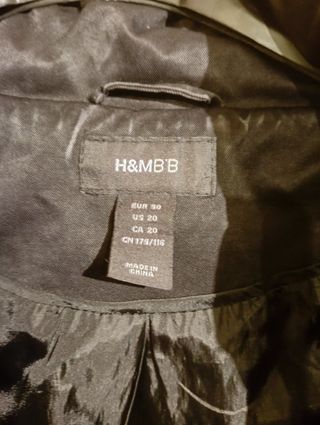 H&MB'B
EUR 50
US 20
CA 20
CN 175/116
MADE IN
CHINA